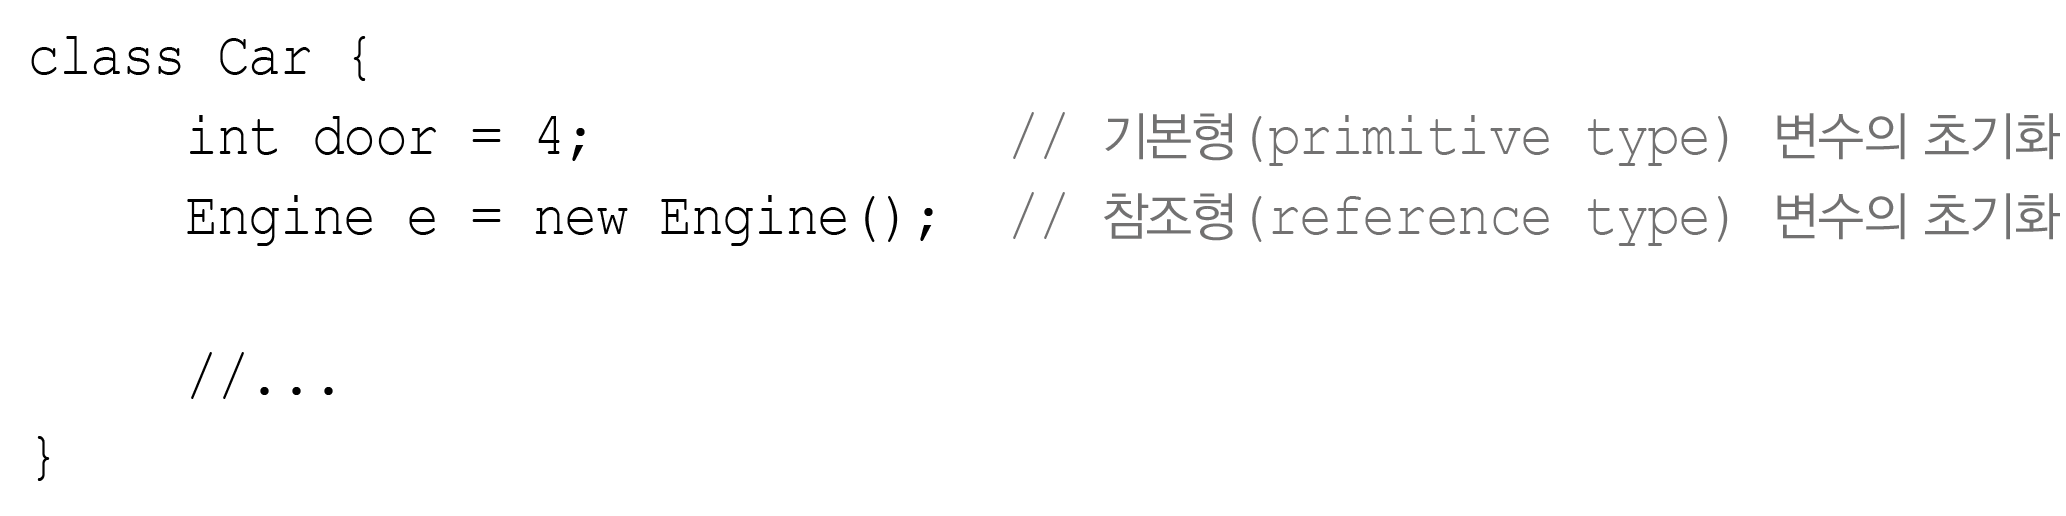 class Car {
int door = 4; // 기본형(primitive type) 변수의 초기화
Engine e = new Engine(); // 참조형(reference type) 변수의 초기화
//...
}